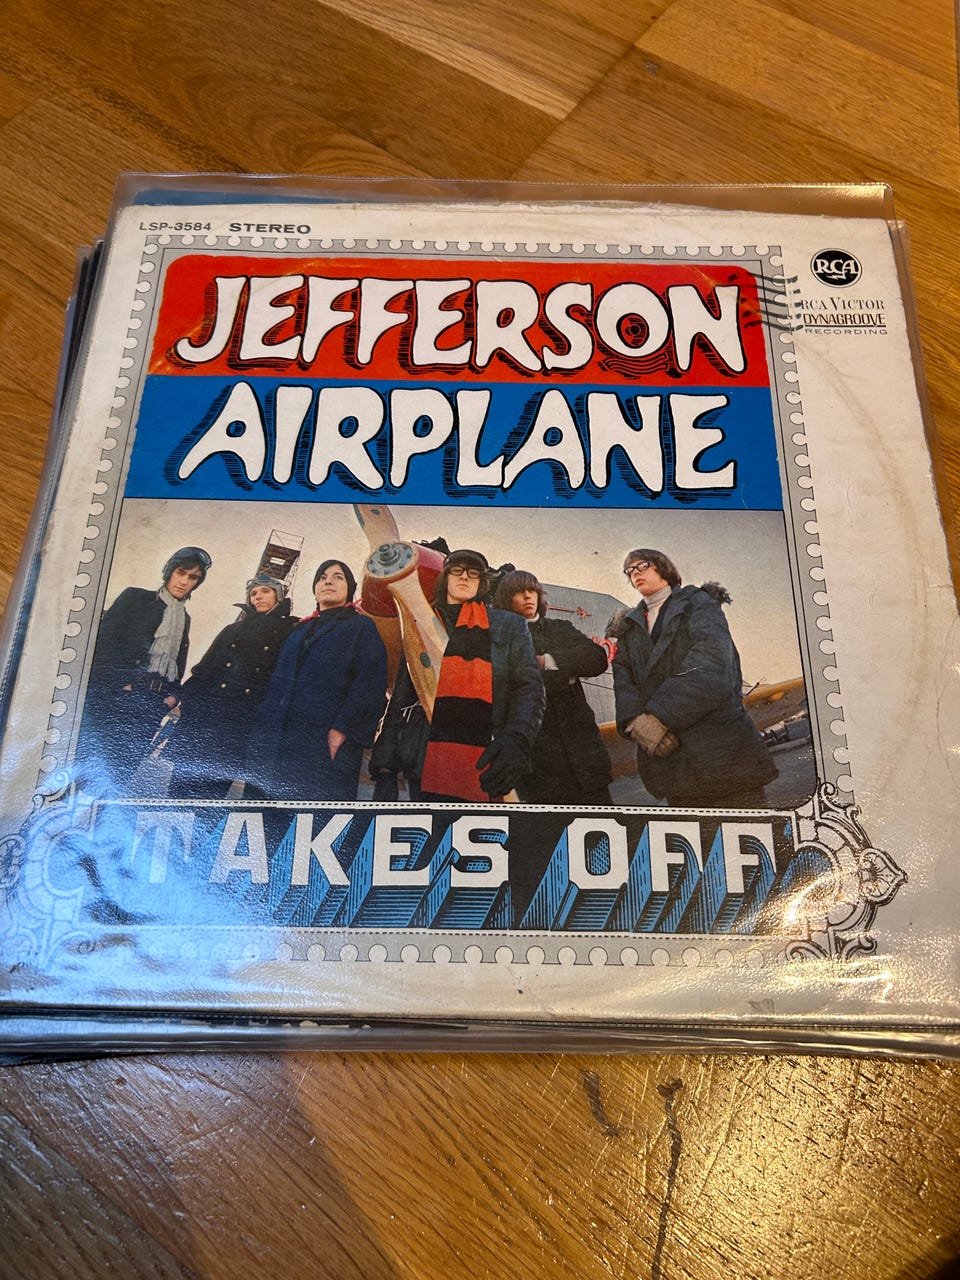 LSP-3584 STEREO
JEFFERSON
AIRPLANE
RCA
RCA VICTOR
DYNAGROOVE
RECORDING
TAKES OFF